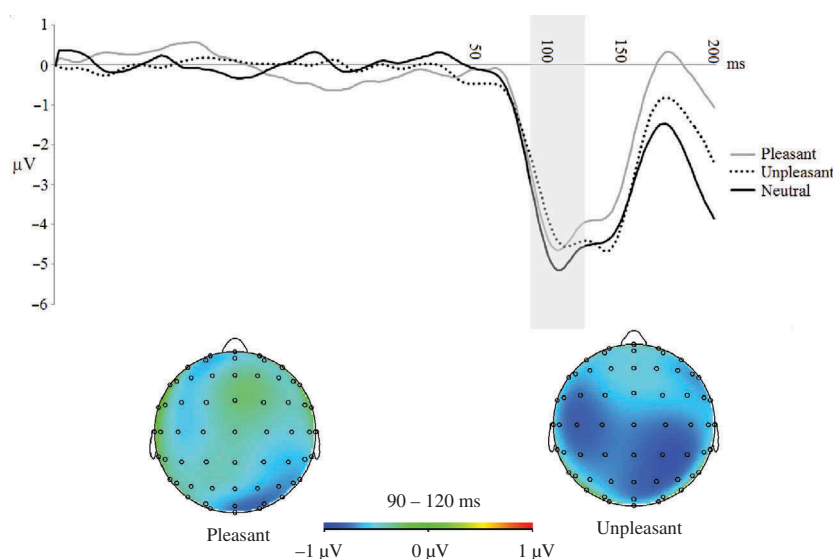 1
0
−1
−2
μV
−3
−4
−5
−6
50
100
150
200
ms
Pleasant
Unpleasant
Neutral
90 – 120 ms
Pleasant
Unpleasant
−1 μV
0 μV
1 μV